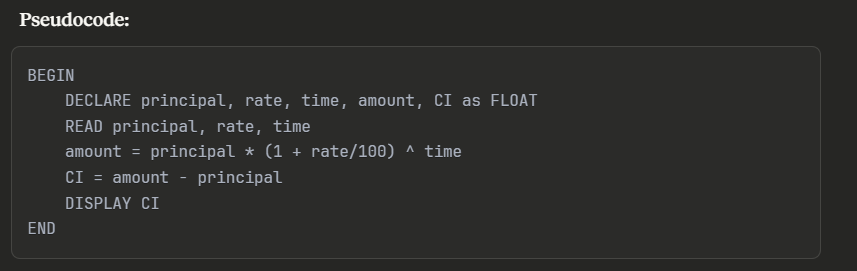 Pseudocode:
BEGIN
DECLARE principal, rate, time, amount, CI as FLOAT
READ principal, rate, time
amount = principal * (1 + rate/100) ^ time
CI = amount - principal
DISPLAY CI
END